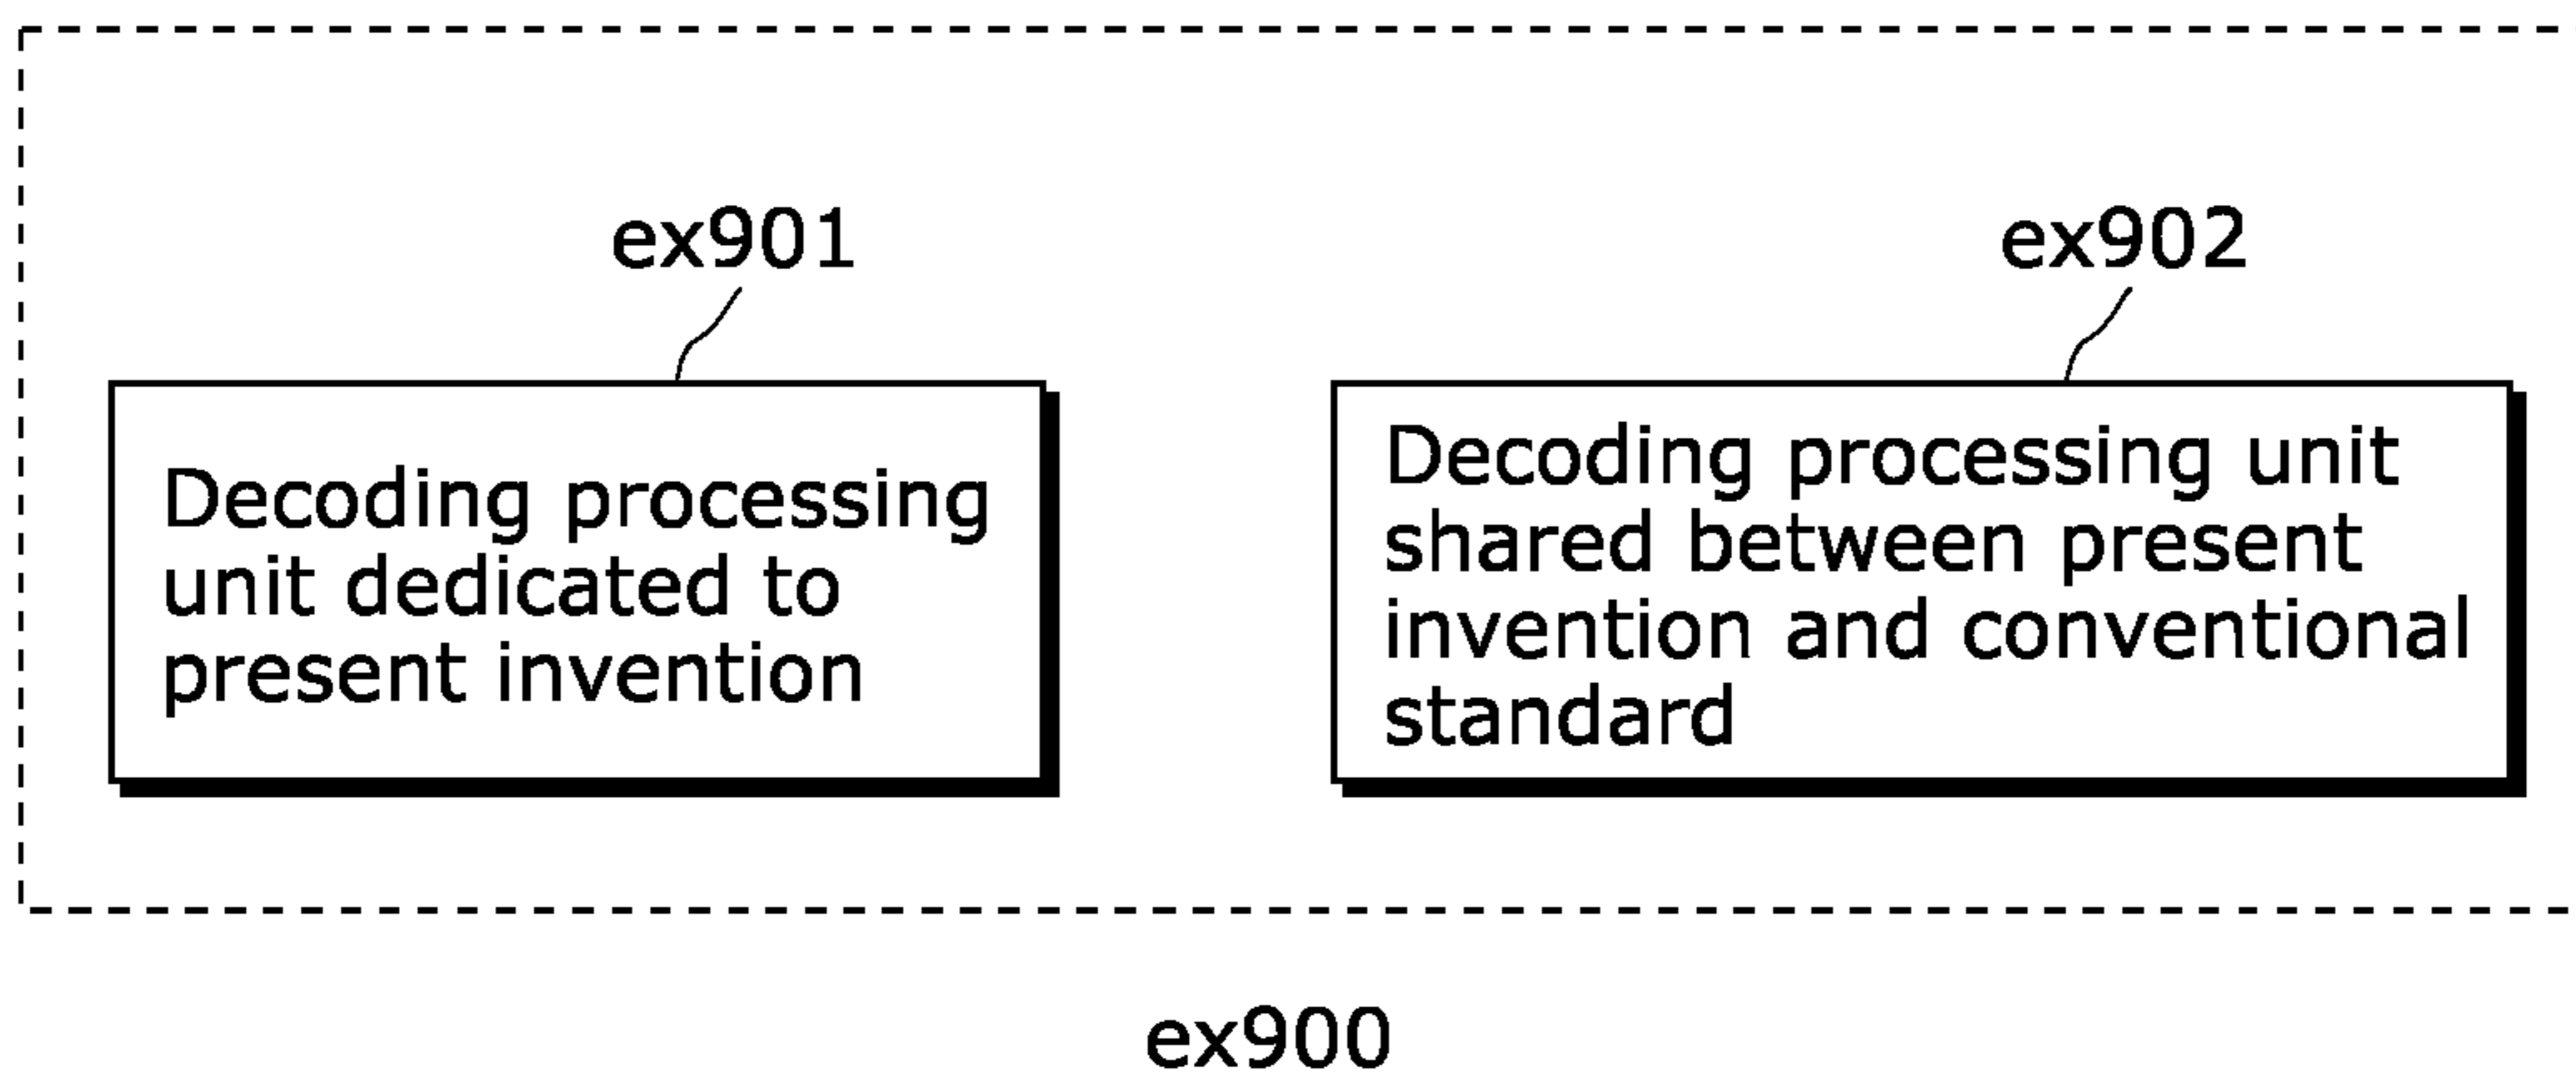 ex901
ex902
Decoding processing
unit dedicated to
present invention
Decoding processing unit
shared between present
invention and conventional
standard
ex900